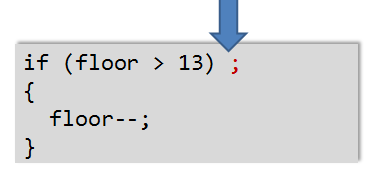 if (floor > 13) ;
{
  floor--;
}